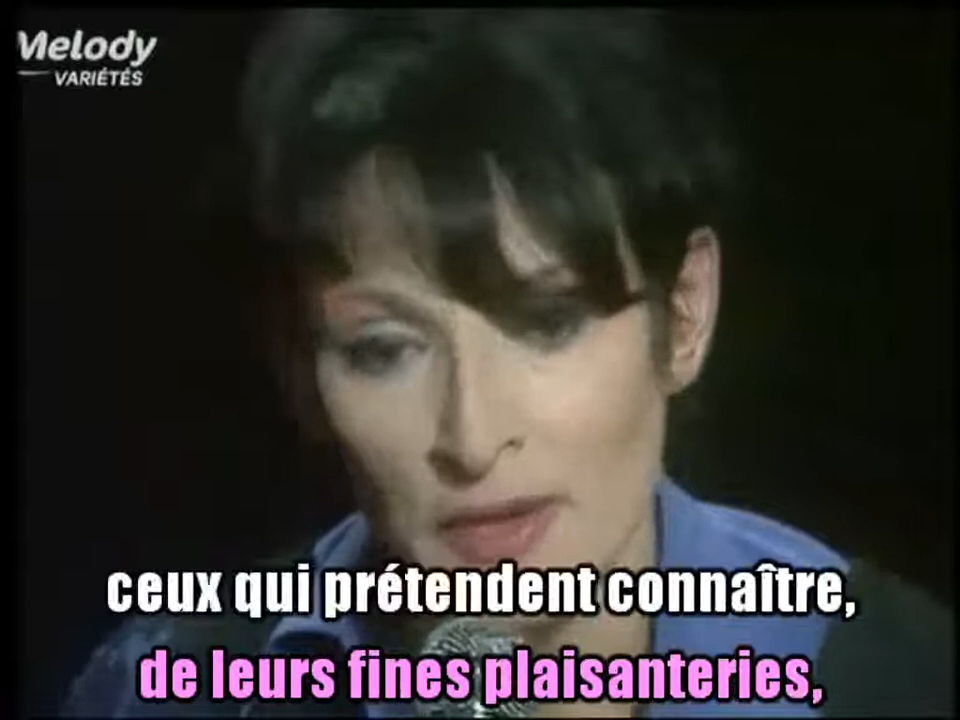 Melody
VARIÉTÉS
ceux qui prétendent connaître,
de leurs fines plaisanteries,